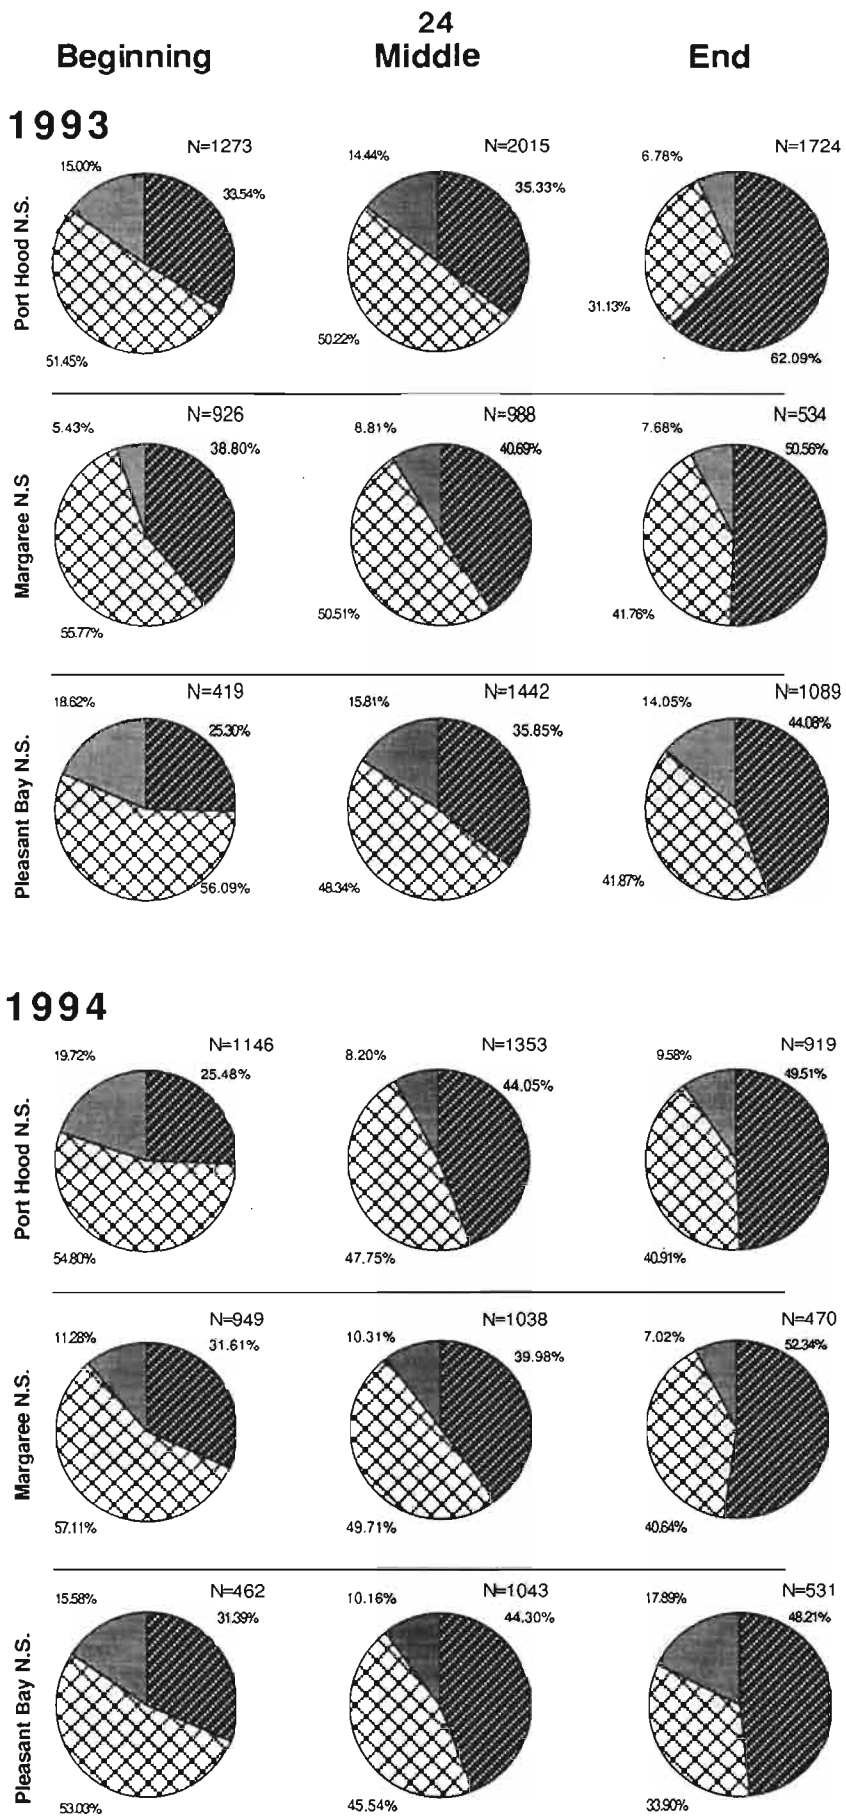 24
Beginning Middle End
1993
Port Hood N.S.
N=1273
15.00%
33.54%
51.45%
N=2015
14.44%
35.33%
50.22%
N=1724
6.78%
31.13%
62.09%
Margaree N.S
N=926
5.43%
38.80%
55.77%
N=988
8.81%
40.69%
50.51%
N=534
7.68%
50.56%
41.76%
Pleasant Bay N.S.
N=419
18.62%
25.30%
56.09%
N=1442
15.81%
35.85%
48.34%
N=1089
14.05%
44.08%
41.87%
1994
Port Hood N.S.
N=1146
19.72%
25.48%
54.80%
N=1353
8.20%
44.05%
47.75%
N=919
9.58%
49.51%
40.91%
Margaree N.S.
N=949
11.28%
31.61%
57.11%
N=1038
10.31%
39.98%
49.71%
N=470
7.02%
52.34%
40.64%
Pleasant Bay N.S.
N=462
15.58%
31.39%
53.03%
N=1043
10.16%
44.30%
45.54%
N=531
17.89%
48.21%
33.90%